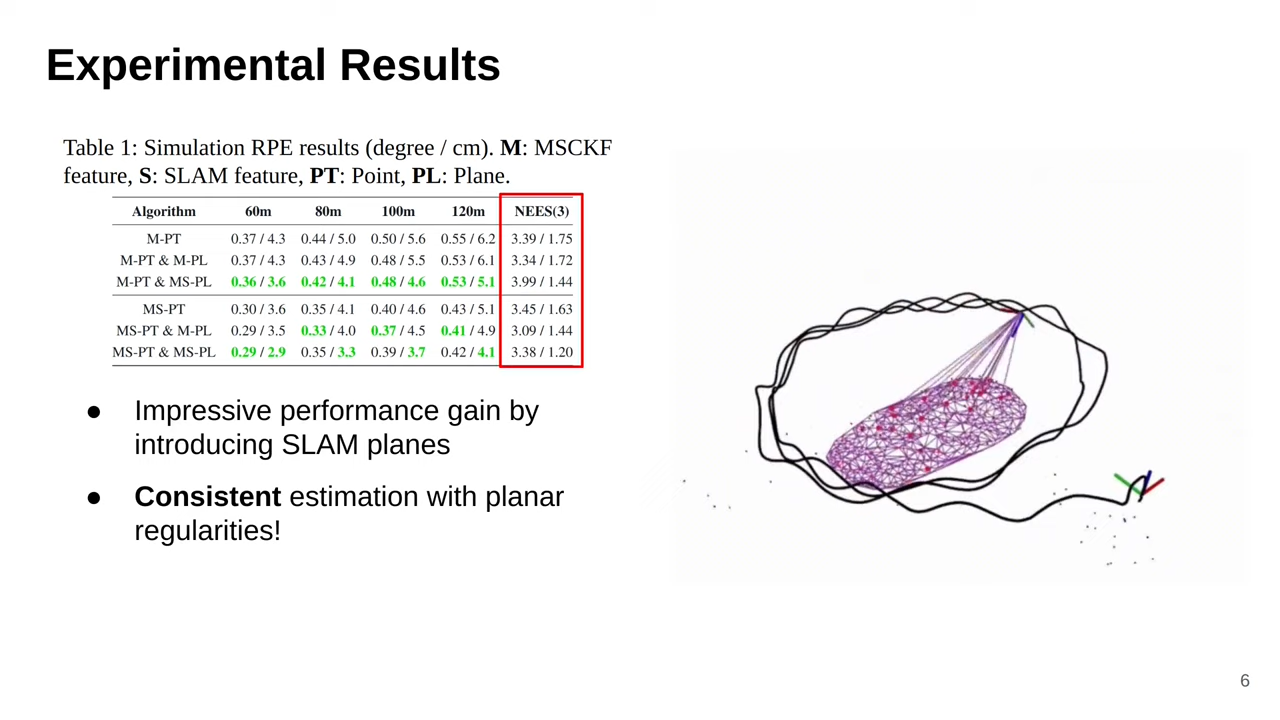 Experimental Results
Table 1: Simulation RPE results (degree / cm). M: MSCKF
feature, S: SLAM feature, PT: Point, PL: Plane.
Algorithm 60m 80m 100m 120m NEES(3)
M-PT 0.37 / 4.3 0.44 / 5.0 0.50 / 5.6 0.55 / 6.2 3.39 / 1.75
M-PT & M-PL 0.37 / 4.3 0.43 / 4.9 0.48 / 5.5 0.53 / 6.1 3.34 / 1.72
M-PT & MS-PL 0.36 / 3.6 0.42 / 4.1 0.48 / 4.6 0.53 / 5.1 3.99 / 1.44
MS-PT 0.30 / 3.6 0.35 / 4.1 0.40 / 4.6 0.43 / 5.1 3.45 / 1.63
MS-PT & M-PL 0.29 / 3.5 0.33 / 4.0 0.37 / 4.5 0.41 / 4.9 3.09 / 1.44
MS-PT & MS-PL 0.29 / 2.9 0.35 / 3.3 0.39 / 3.7 0.42 / 4.1 3.38 / 1.20
● Impressive performance gain by
introducing SLAM planes
● Consistent estimation with planar
regularities!
6